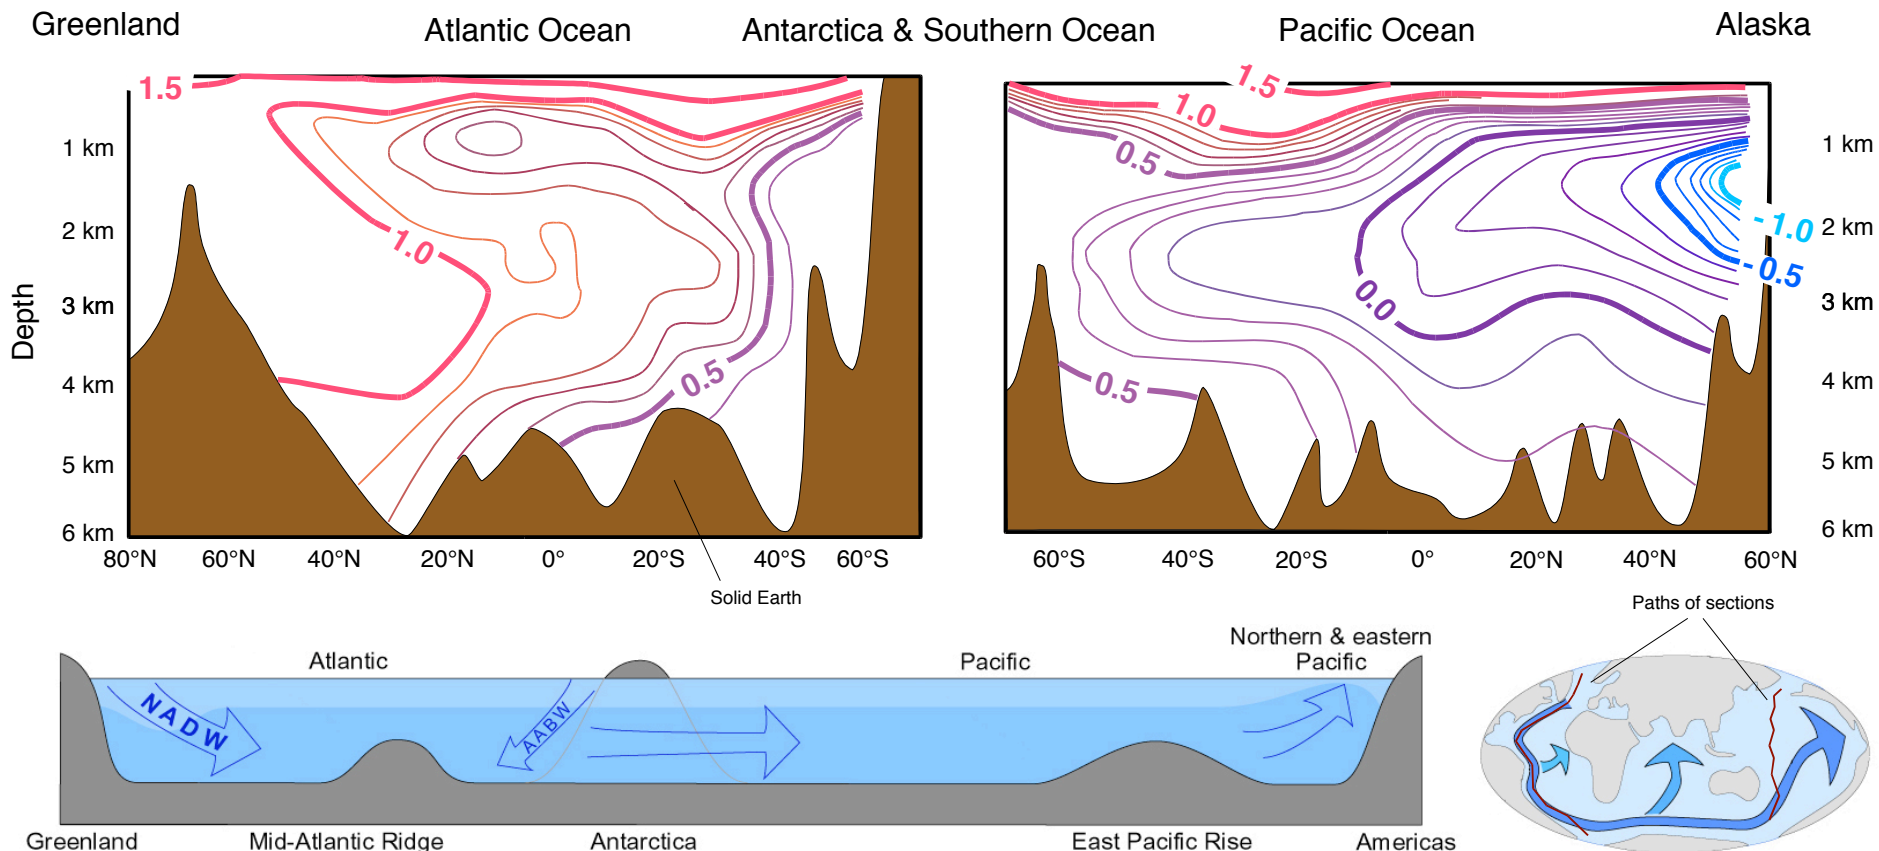 Greenland
Atlantic Ocean
Antarctica & Southern Ocean
Pacific Ocean
Alaska
1.5
1.0
0.5
1.5
1.0
0.5
0.5
0.0
-1.0
-0.5
Depth
1 km
2 km
3 km
4 km
5 km
6 km
1 km
2 km
3 km
4 km
5 km
6 km
80°N 60°N 40°N 20°N 0° 20°S 40°S 60°S
60°S 40°S 20°S 0° 20°N 40°N 60°N
Solid Earth
Paths of sections
Atlantic
Pacific
Northern & eastern
Pacific
NADW
AABW
Greenland
Mid-Atlantic Ridge
Antarctica
East Pacific Rise
Americas